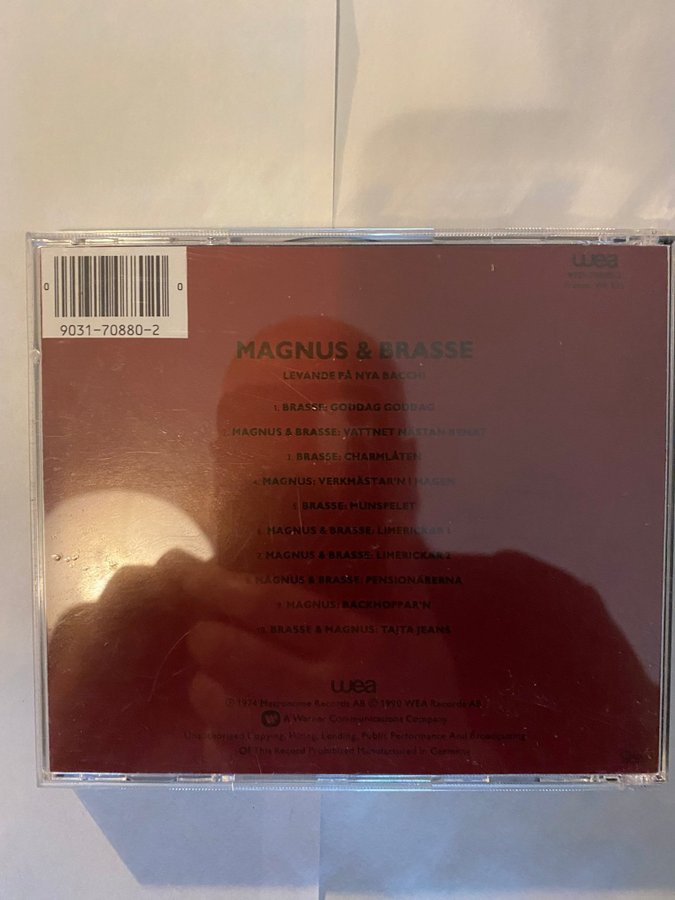 0 0
9031-70880-2
wea
MAGNUS & BRASSE
LEVANDE PÅ NYA BACCHI
1. BRASSE: GODDAG GODDAG
2. MAGNUS & BRASSE: VATTNET NÄSTAN RENAT
3. BRASSE: CHARMLÅTEN
4. MAGNUS: VERKMÄSTAR'N I HAGEN
5. BRASSE: MUNSPELET
6. MAGNUS & BRASSE: LIMERICKAR 1
7. MAGNUS & BRASSE: LIMERICKAR 2
8. MAGNUS & BRASSE: PENSIONÄRERNA
9. MAGNUS: BACKHOPPAR'N
10. BRASSE & MAGNUS: TAJTA JEANS
wea
℗ 1974 Metronome Records AB © 1990 WEA Records AB
A Warner Communications Company
Unauthorised Copying, Hiring, Lending, Public Performance And Broadcasting
Of This Record Prohibited Manufactured in Germany